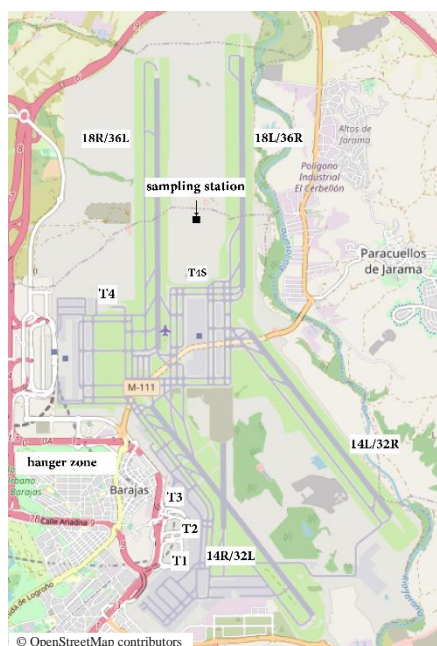 18R/36L
18L/36R
Altos de
Jarama
sampling station
Polígono
Industrial
El Cerbellón
Paracuellos
de Jarama
T4S
T4
M-111
14L/32R
0A
hanger zone
Barajas
T3
T2
Calle Ariadna
14R/32L
T1
© OpenStreetMap contributors